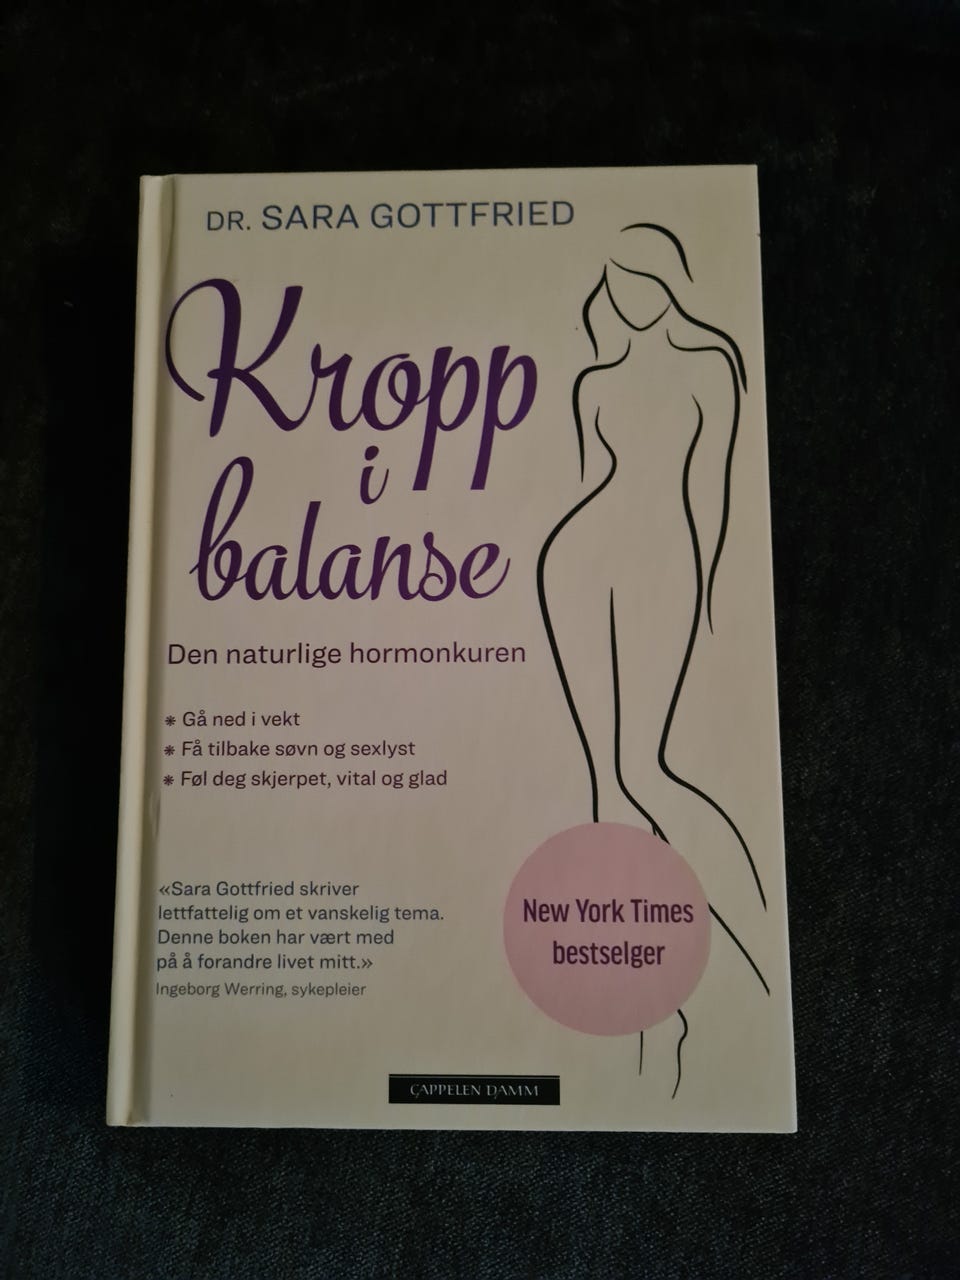 DR. SARA GOTTFRIED
Kropp
i
balanse
Den naturlige hormonkuren
* Gå ned i vekt
* Få tilbake søvn og sexlyst
* Føl deg skjerpet, vital og glad
«Sara Gottfried skriver
lettfattelig om et vanskelig tema.
Denne boken har vært med
på å forandre livet mitt.»
Ingeborg Werring, sykepleier
New York Times
bestselger
CAPPELEN DAMM